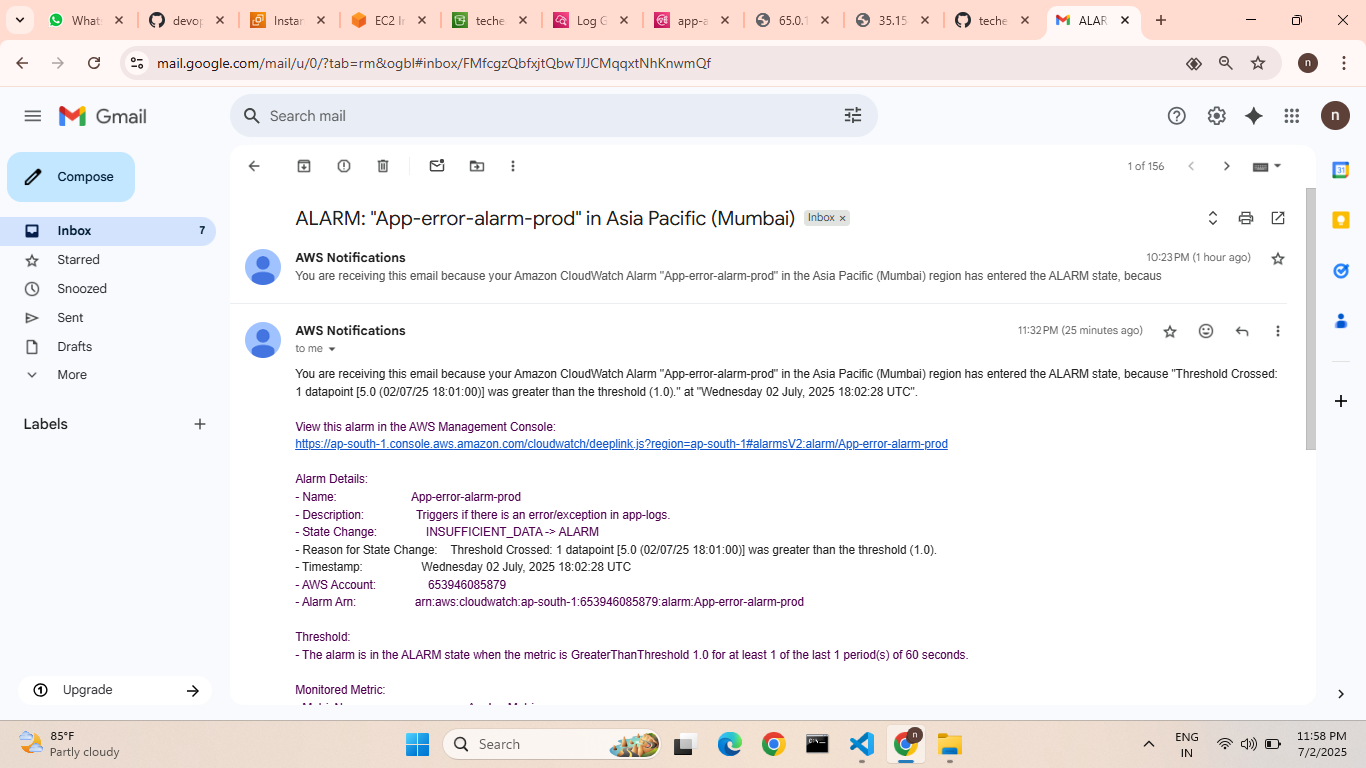 Whats
devop
Instar
EC2 In
teche
Log G
app-a
65.0.1
35.15
teche
ALAR
mail.google.com/mail/u/0/?tab=rm&ogbl#inbox/FMfcgzQbfxjtQbwTJJCMqqxtNhKnwmQf
n
Gmail
Search mail
n
Compose
1 of 156
Inbox 7
Starred
Snoozed
Sent
Drafts
More
Labels
Upgrade
ALARM: "App-error-alarm-prod" in Asia Pacific (Mumbai) Inbox x
AWS Notifications 10:23 PM (1 hour ago)
You are receiving this email because your Amazon CloudWatch Alarm "App-error-alarm-prod" in the Asia Pacific (Mumbai) region has entered the ALARM state, becaus
AWS Notifications 11:32 PM (25 minutes ago)
to me
You are receiving this email because your Amazon CloudWatch Alarm "App-error-alarm-prod" in the Asia Pacific (Mumbai) region has entered the ALARM state, because "Threshold Crossed:
1 datapoint [5.0 (02/07/25 18:01:00)] was greater than the threshold (1.0)." at "Wednesday 02 July, 2025 18:02:28 UTC".
View this alarm in the AWS Management Console:
https://ap-south-1.console.aws.amazon.com/cloudwatch/deeplink.js?region=ap-south-1#alarmsV2:alarm/App-error-alarm-prod
Alarm Details:
- Name: App-error-alarm-prod
- Description: Triggers if there is an error/exception in app-logs.
- State Change: INSUFFICIENT_DATA -> ALARM
- Reason for State Change: Threshold Crossed: 1 datapoint [5.0 (02/07/25 18:01:00)] was greater than the threshold (1.0).
- Timestamp: Wednesday 02 July, 2025 18:02:28 UTC
- AWS Account: 653946085879
- Alarm Arn: arn:aws:cloudwatch:ap-south-1:653946085879:alarm:App-error-alarm-prod
Threshold:
- The alarm is in the ALARM state when the metric is GreaterThanThreshold 1.0 for at least 1 of the last 1 period(s) of 60 seconds.
Monitored Metric:
31
85°F
Partly cloudy
Search
n
ENG
IN
11:58 PM
7/2/2025